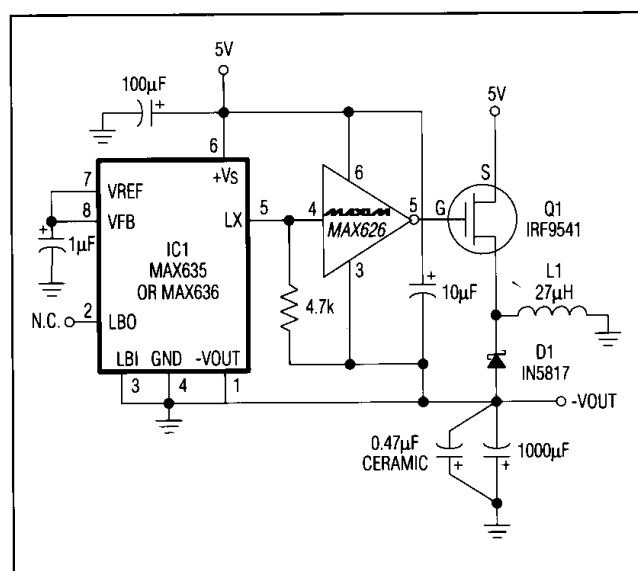 5V
100µF
+
5V
6
+VS
7
VREF
8
VFB
LX
5
4
6
MAXIM
MAX626
5
3
G
S
Q1
IRF9541
+
1µF
IC1
MAX635
OR MAX636
4.7k
+
10µF
L1
27µH
N.C.
2
LBO
D1
IN5817
LBI
GND
-VOUT
3
4
1
-VOUT
0.47µF
CERAMIC
+
+
1000µF